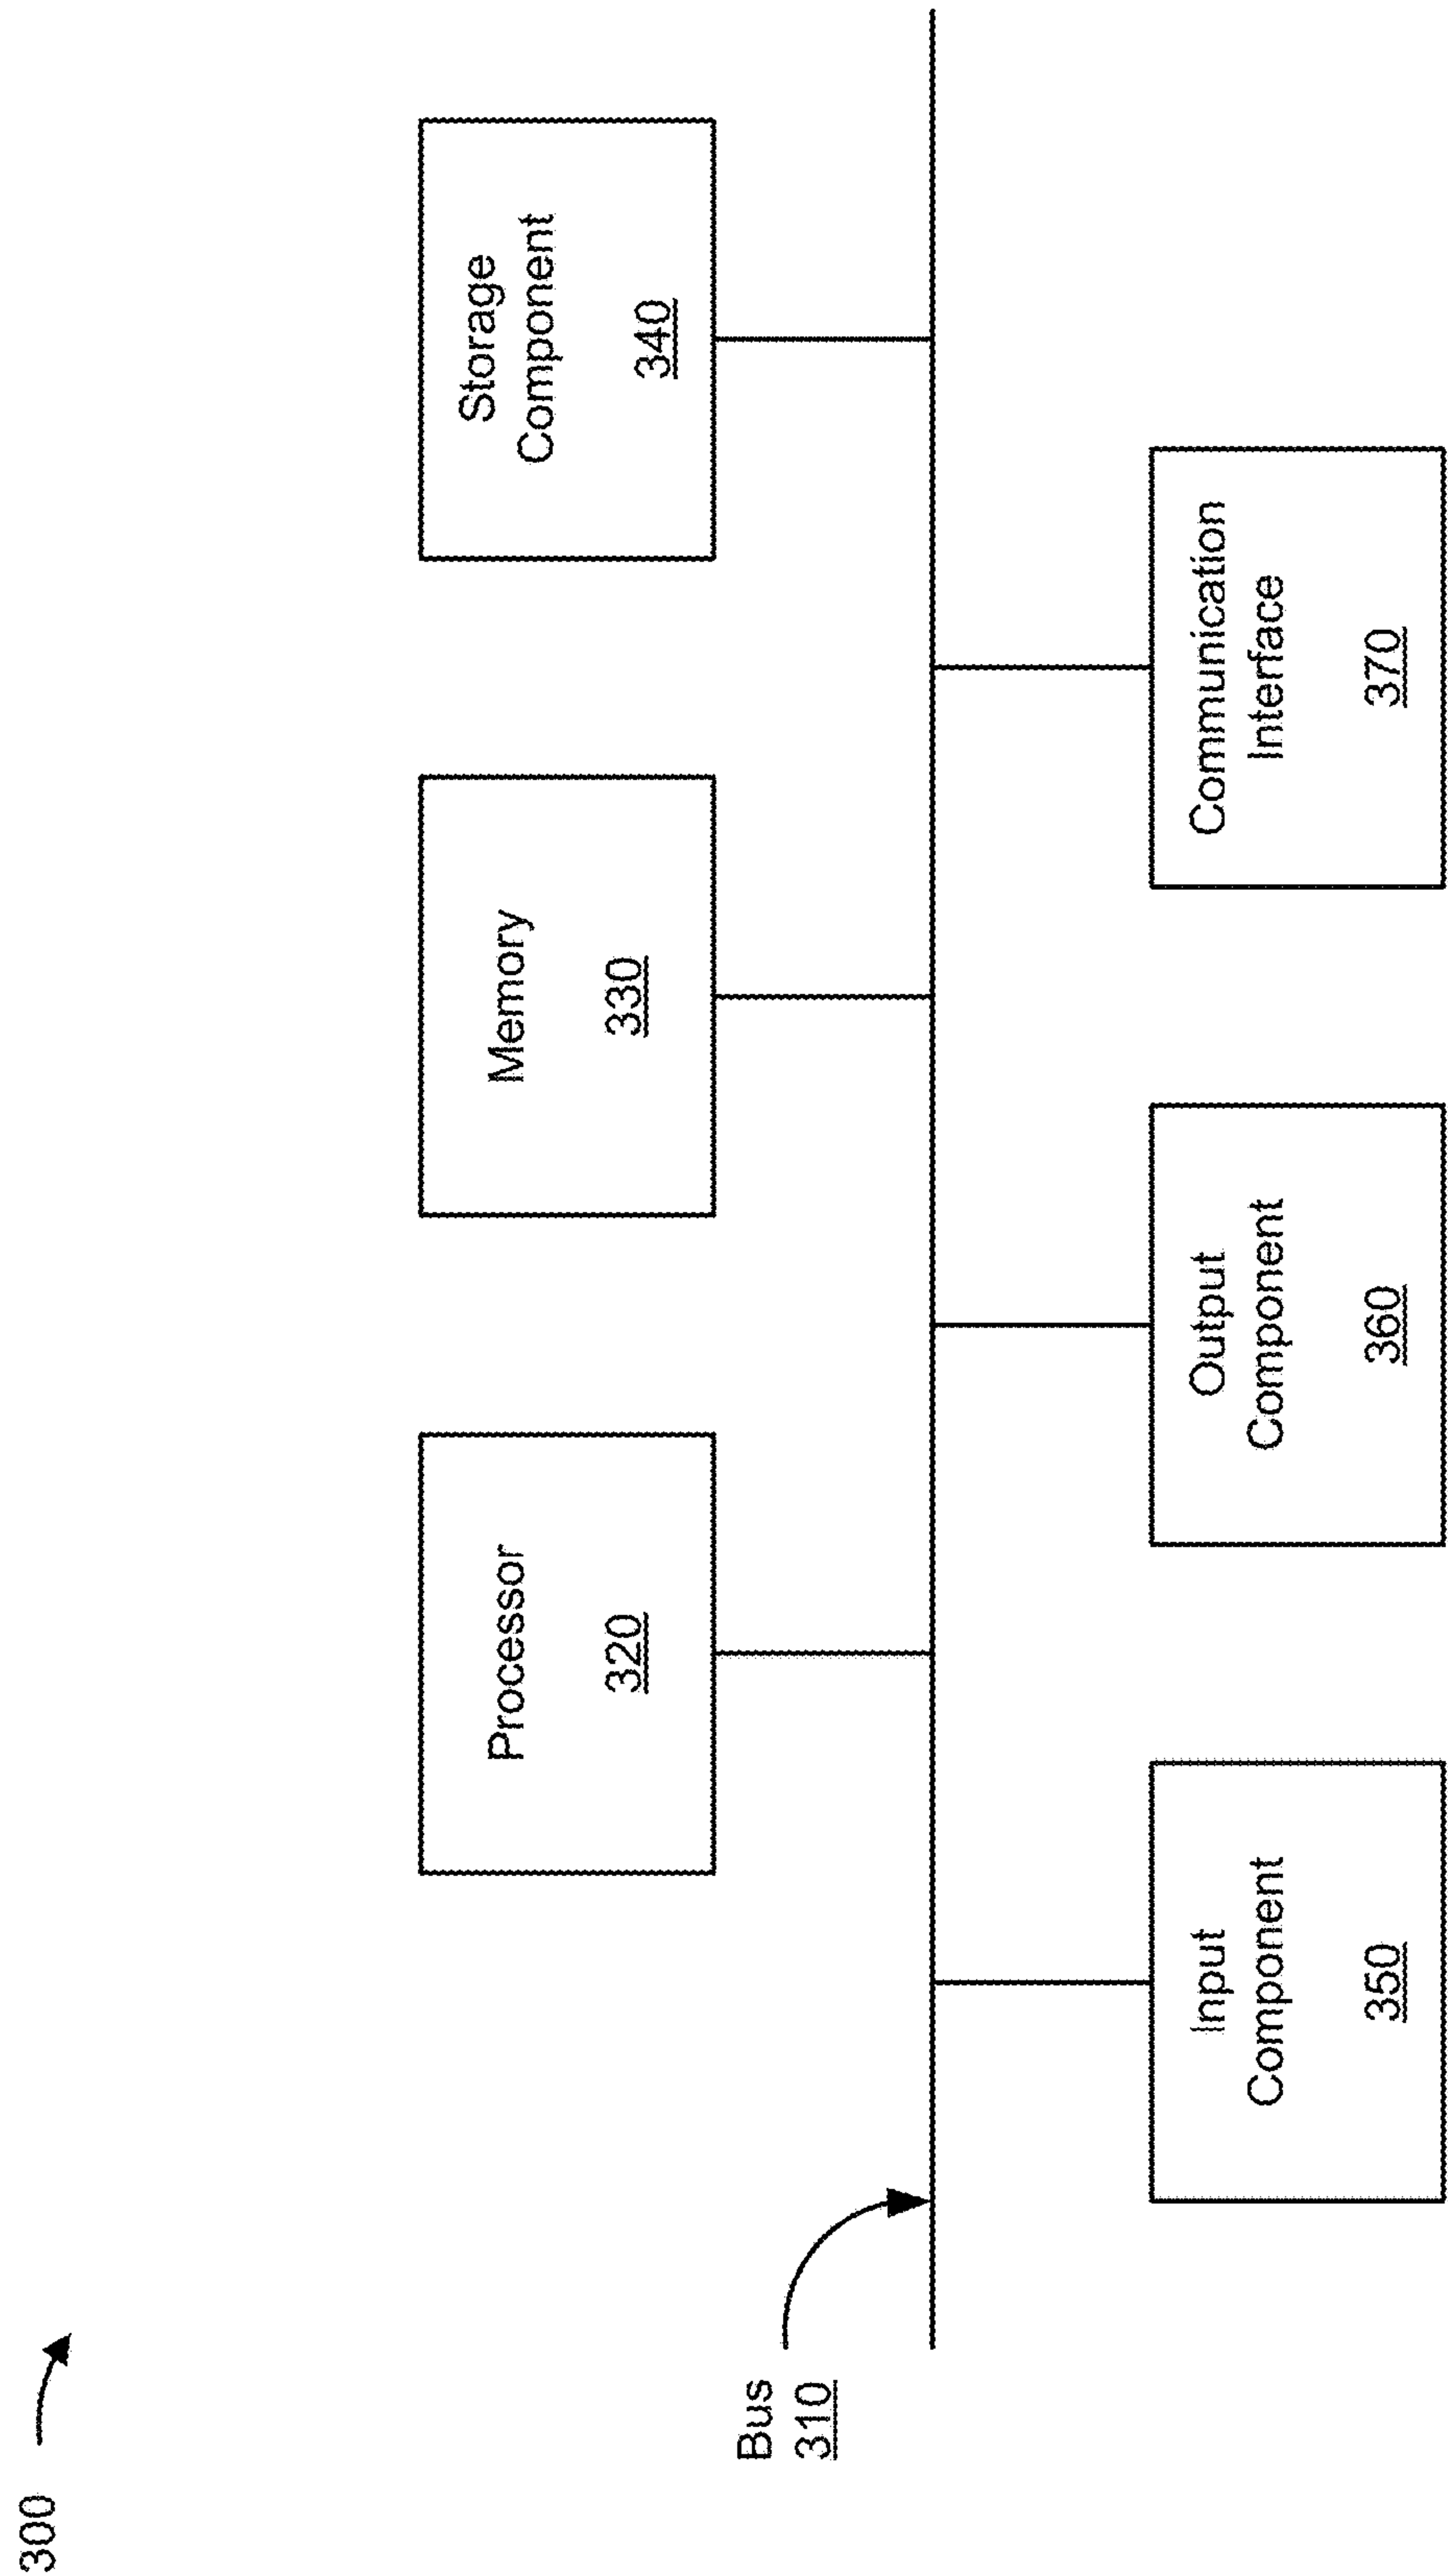 300
Bus
310
Processor
320
Memory
330
Storage
Component
340
Input
Component
350
Output
Component
360
Communication
Interface
370